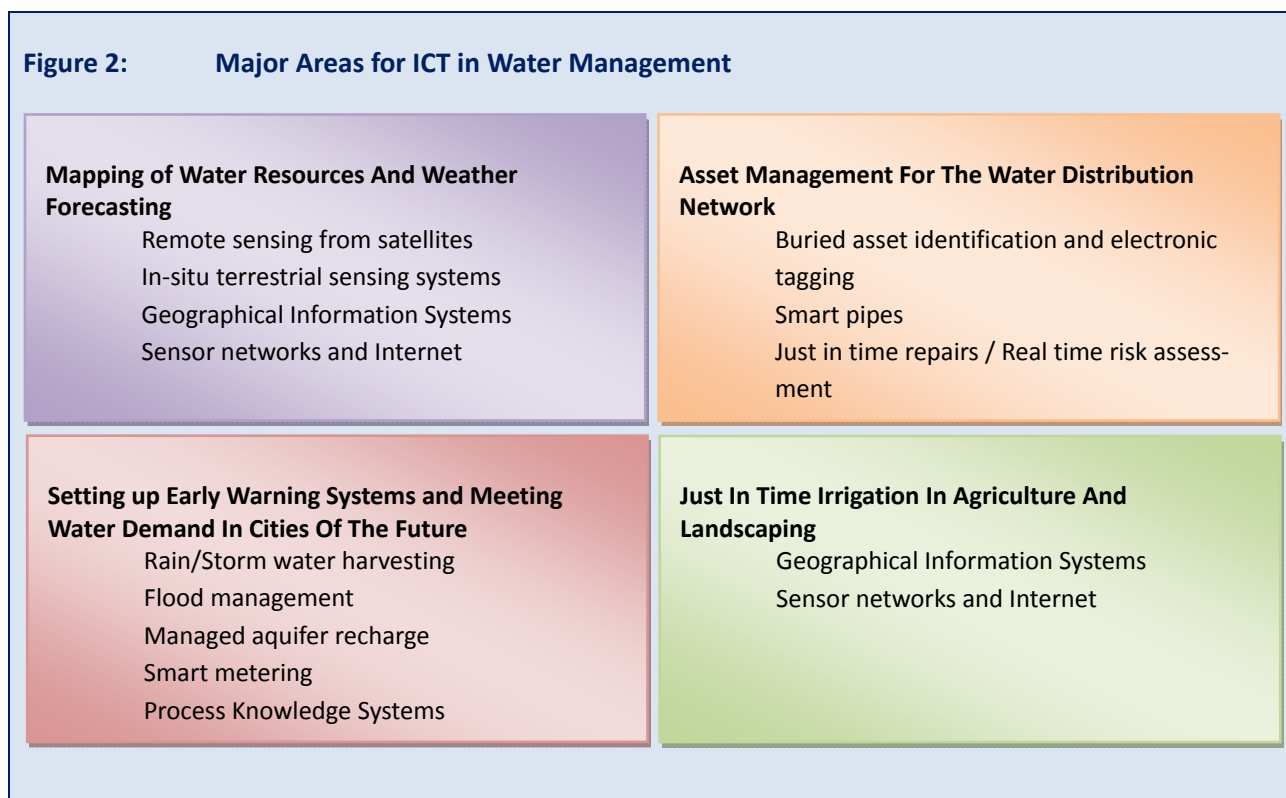 Figure 2: Major Areas for ICT in Water Management
Mapping of Water Resources And Weather
Forecasting
Remote sensing from satellites
In-situ terrestrial sensing systems
Geographical Information Systems
Sensor networks and Internet
Asset Management For The Water Distribution
Network
Buried asset identification and electronic
tagging
Smart pipes
Just in time repairs / Real time risk assess-
ment
Setting up Early Warning Systems and Meeting
Water Demand In Cities Of The Future
Rain/Storm water harvesting
Flood management
Managed aquifer recharge
Smart metering
Process Knowledge Systems
Just In Time Irrigation In Agriculture And
Landscaping
Geographical Information Systems
Sensor networks and Internet